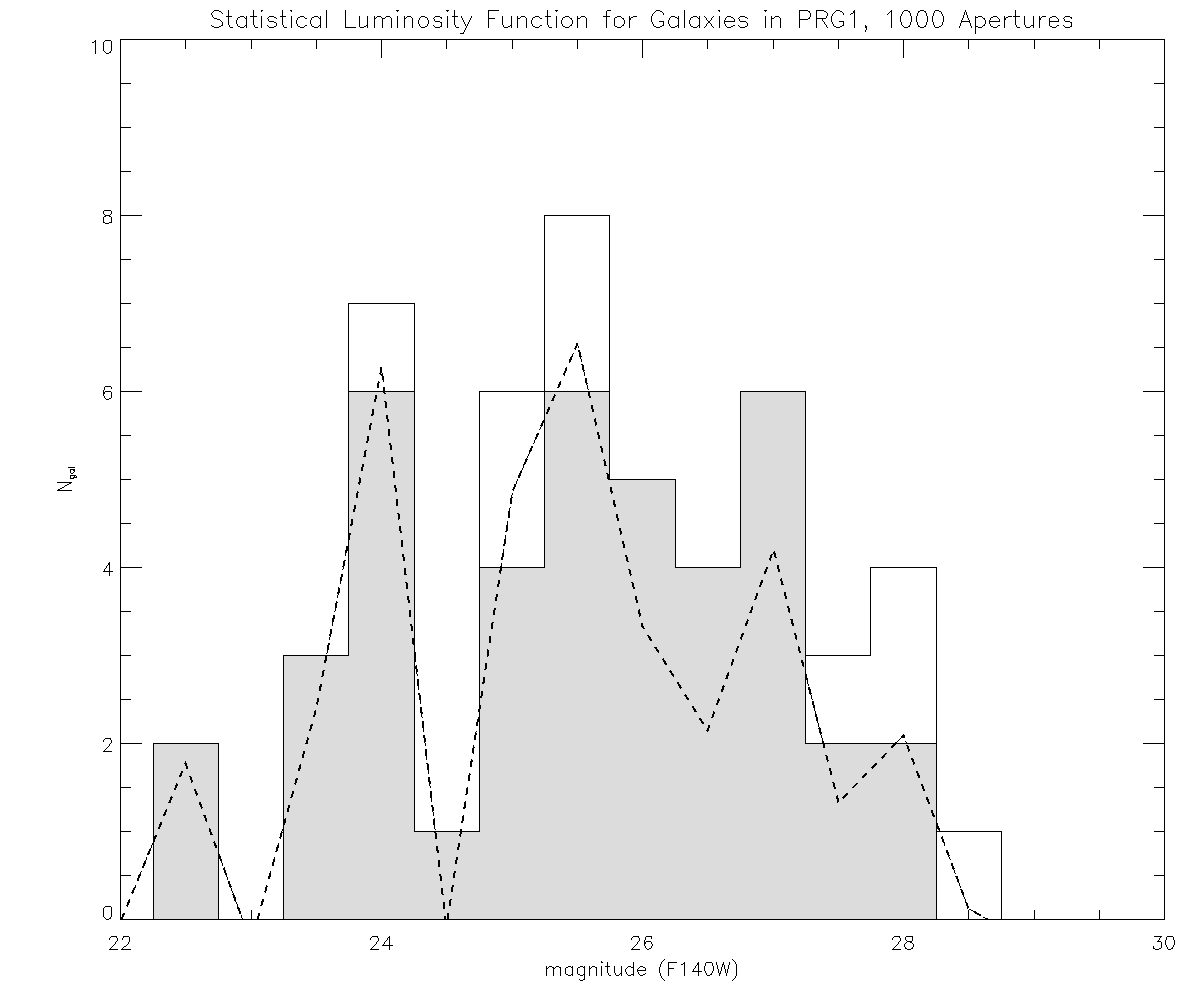 Statistical Luminosity Function for Galaxies in PRG1, 1000 Apertures
10
8
6
4
2
0
N_gal
22 24 26 28 30
magnitude (F140W)